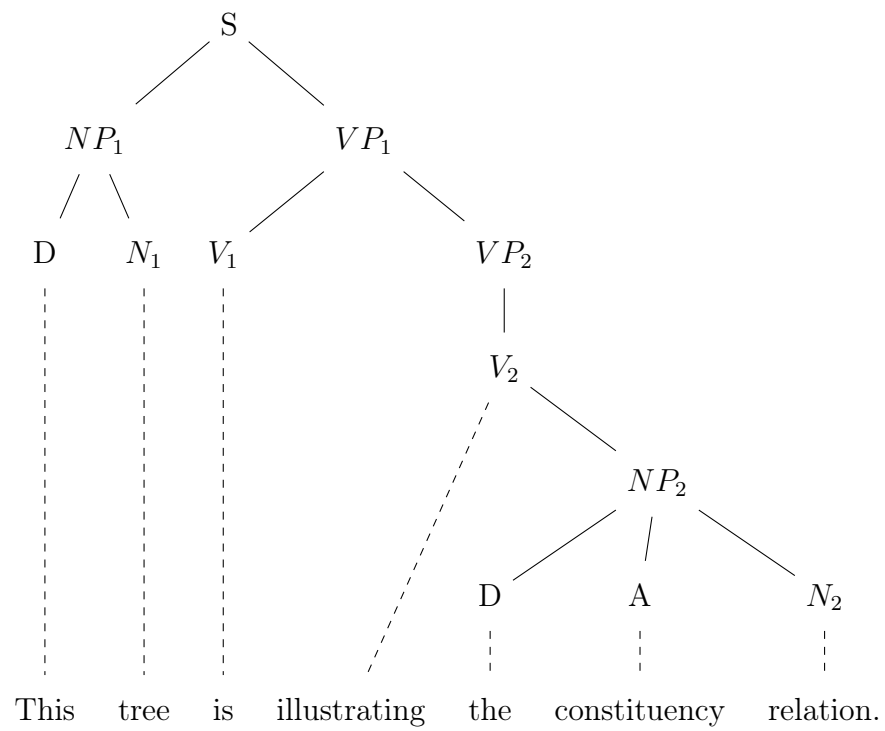 S
NP₁ VP₁
D N₁ V₁ VP₂
V₂
NP₂
D A N₂
This tree is illustrating the constituency relation.